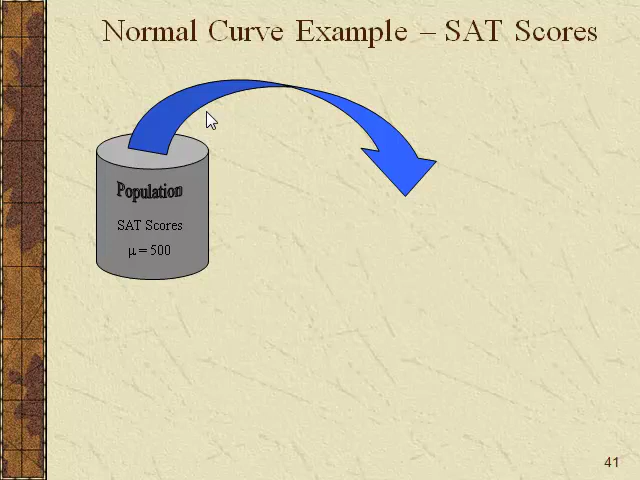 Normal Curve Example – SAT Scores
Population
SAT Scores
μ = 500
41